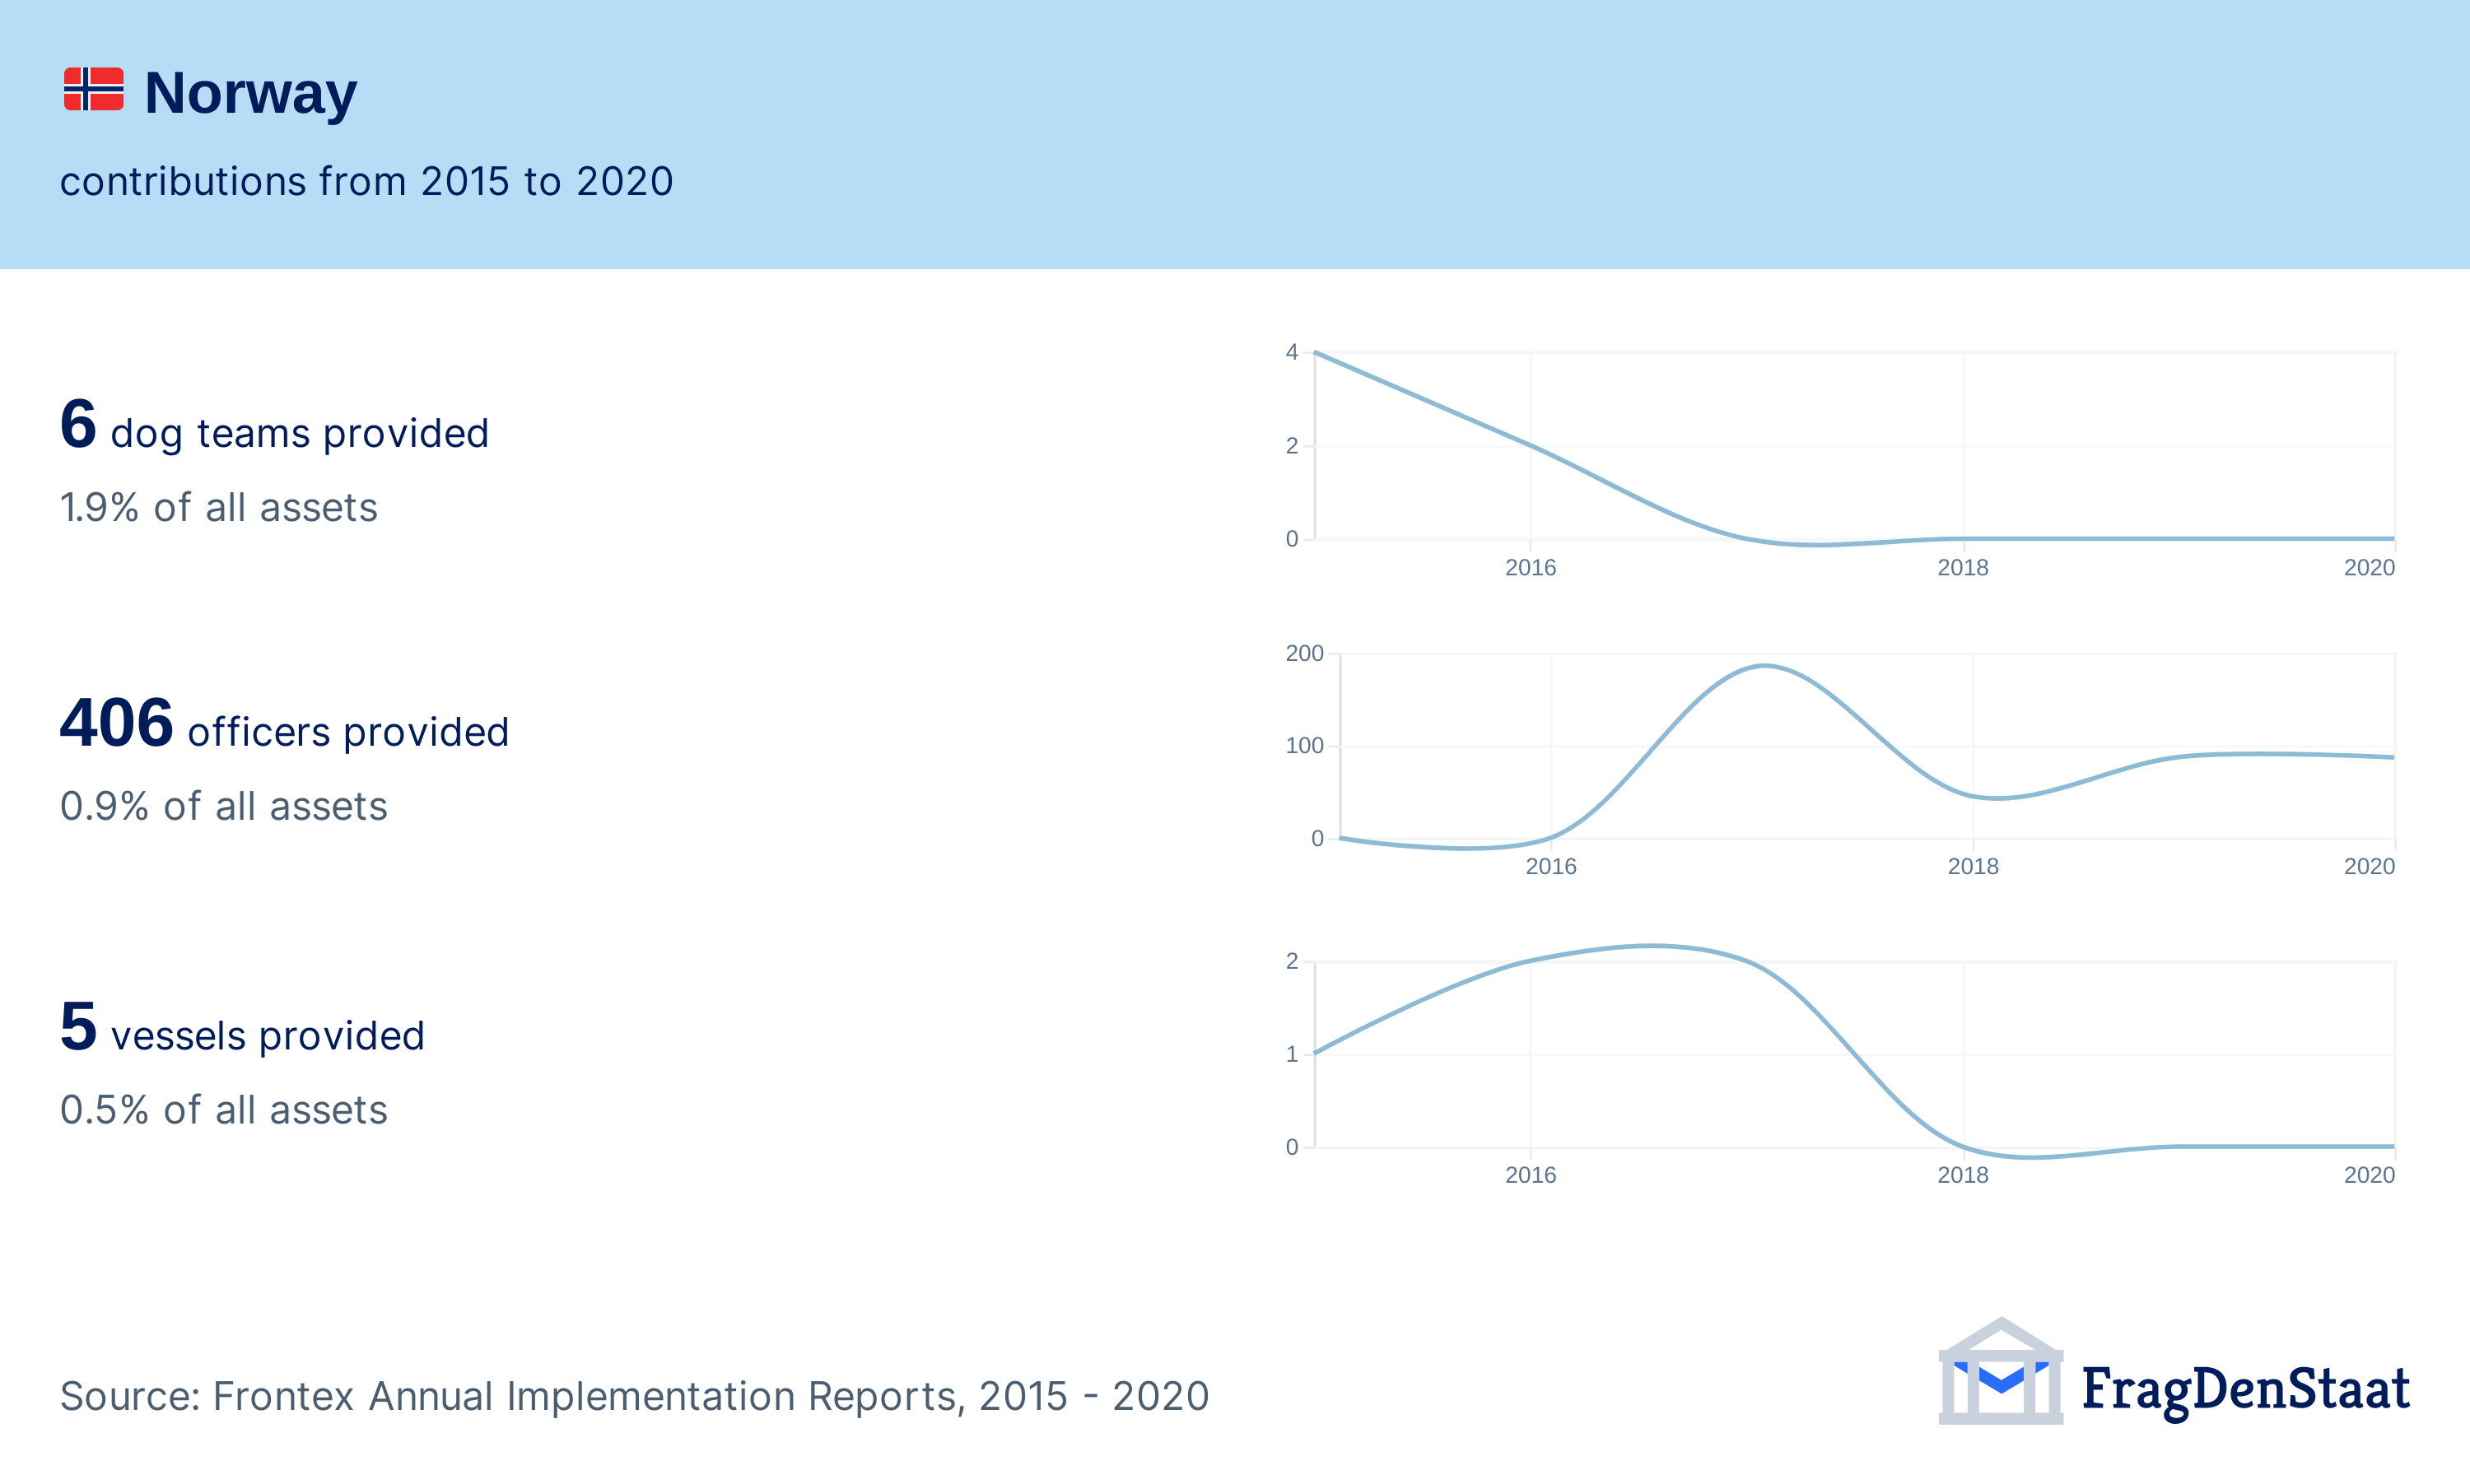 Norway
contributions from 2015 to 2020
6 dog teams provided
1.9% of all assets
4
2
0
2016 2018 2020
406 officers provided
0.9% of all assets
200
100
0
2016 2018 2020
5 vessels provided
0.5% of all assets
2
1
0
2016 2018 2020
Source: Frontex Annual Implementation Reports, 2015 - 2020
FragDenStaat